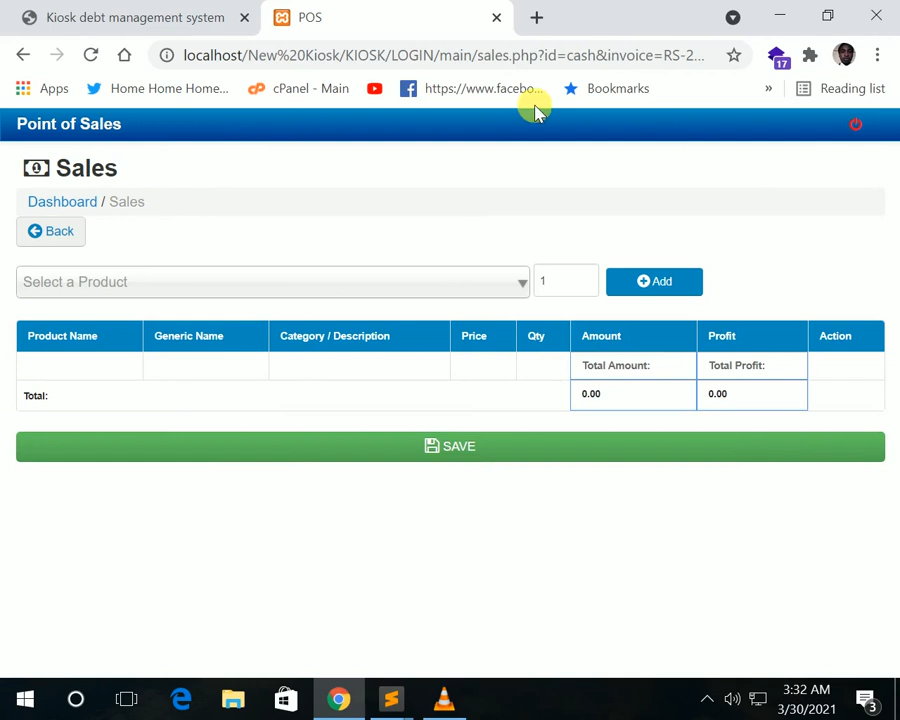 Kiosk debt management system
POS
localhost/New%20Kiosk/KIOSK/LOGIN/main/sales.php?id=cash&invoice=RS-2...
17
Apps
Home Home Home...
cPanel - Main
https://www.facebo...
Bookmarks
»
Reading list
Point of Sales
Sales
Dashboard / Sales
Back
Select a Product
1
Add
Product Name
Generic Name
Category / Description
Price
Qty
Amount
Profit
Action
Total Amount:
Total Profit:
Total:
0.00
0.00
SAVE
3:32 AM
3/30/2021
3